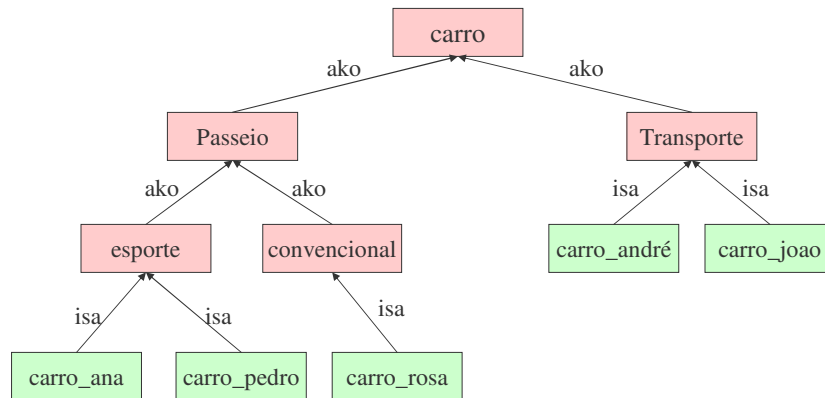 carro
ako
ako
Passeio
Transporte
ako
ako
isa
isa
esporte
convencional
carro_andré
carro_joao
isa
isa
isa
carro_ana
carro_pedro
carro_rosa